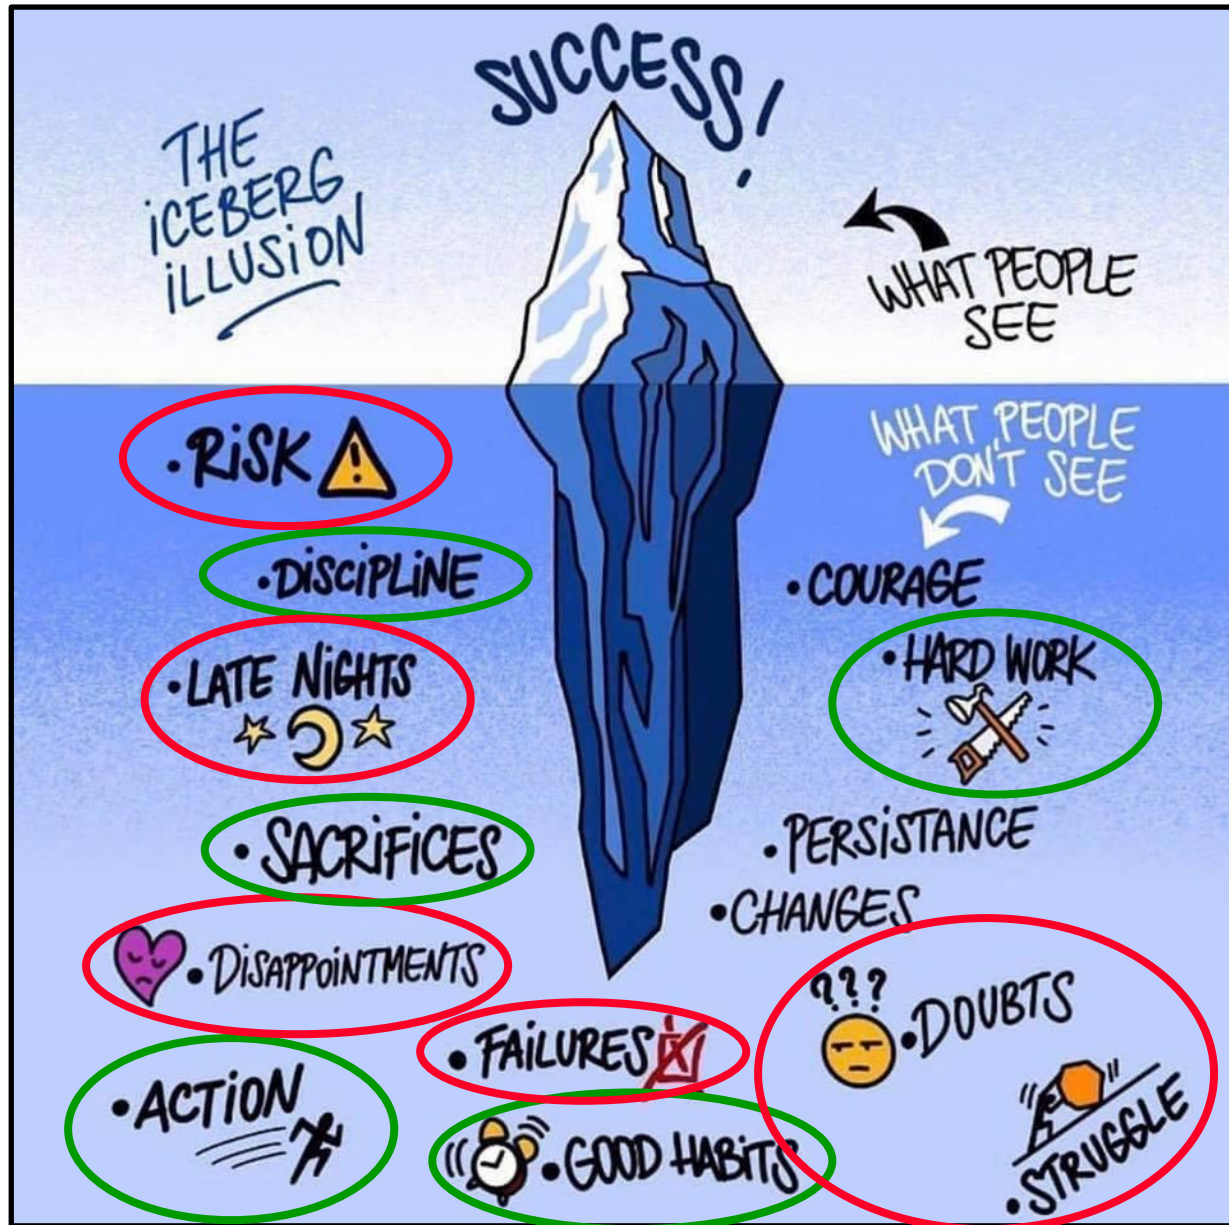 SUCCESS!
THE
iCEBERG
iLLUSiON
WHAT PEOPLE
SEE
WHAT PEOPLE
DON'T SEE
•RiSK
•DiSCiPLiNE
•LATE NiGHTS
•SACRiFiCES
•DiSAPPOiNTMENTS
•ACTiON
•FAiLURES
•GOOD HABiTS
•COURAGE
•HARD WORK
•PERSiSTANCE
•CHANGES
???
•DOUBTS
•STRUGGLE